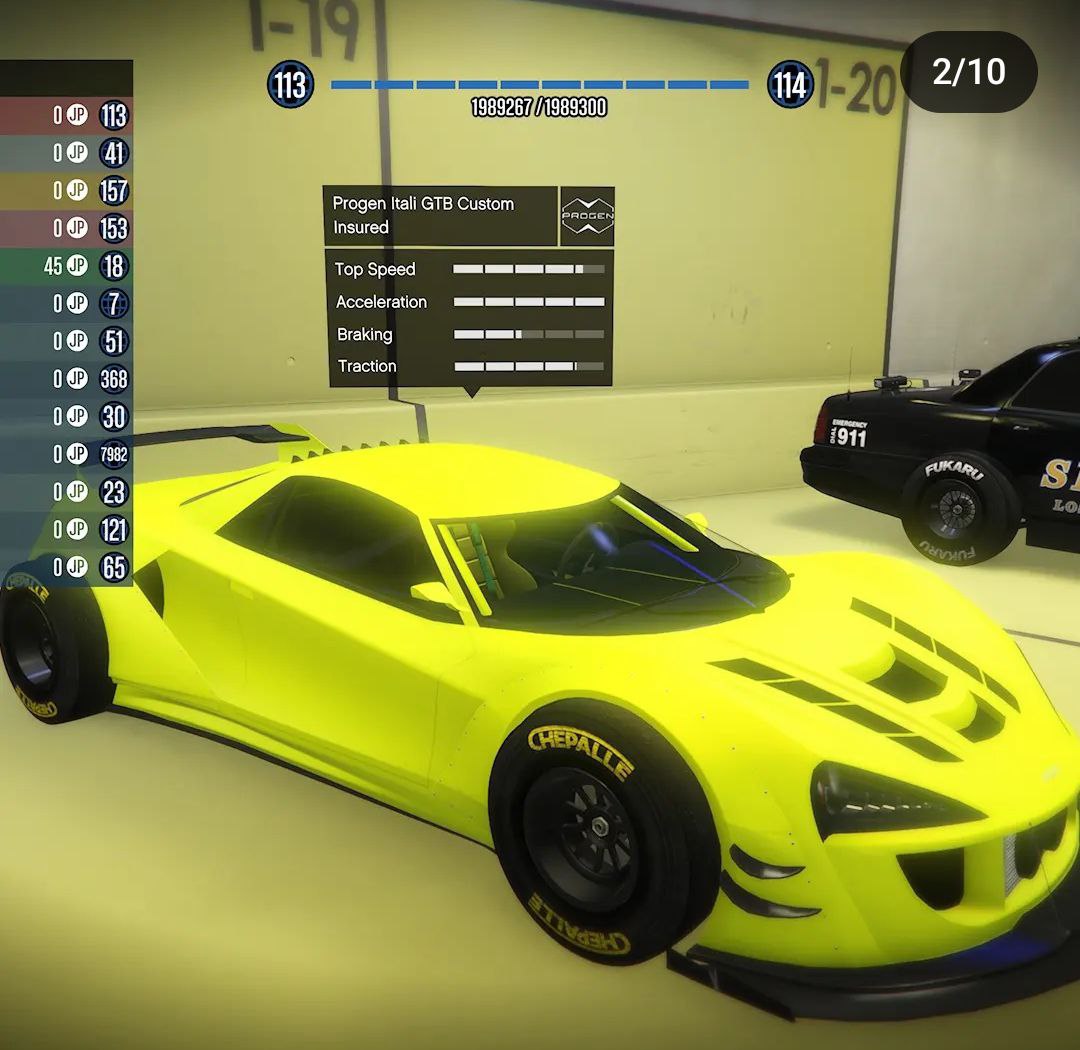 1-19
2/10
113
114
1-20
1989267/1989300
0 JP 113
0 JP 41
0 JP 157
0 JP 153
45 JP 18
0 JP 7
0 JP 51
0 JP 368
0 JP 30
0 JP 7982
0 JP 23
0 JP 121
0 JP 65
Progen Itali GTB Custom
Insured
PROGEN
Top Speed
Acceleration
Braking
Traction
EMERGENCY
DIAL 911
FUKARU
FUKARU
CHEPALLE
CHEPALLE
CHEPALLE